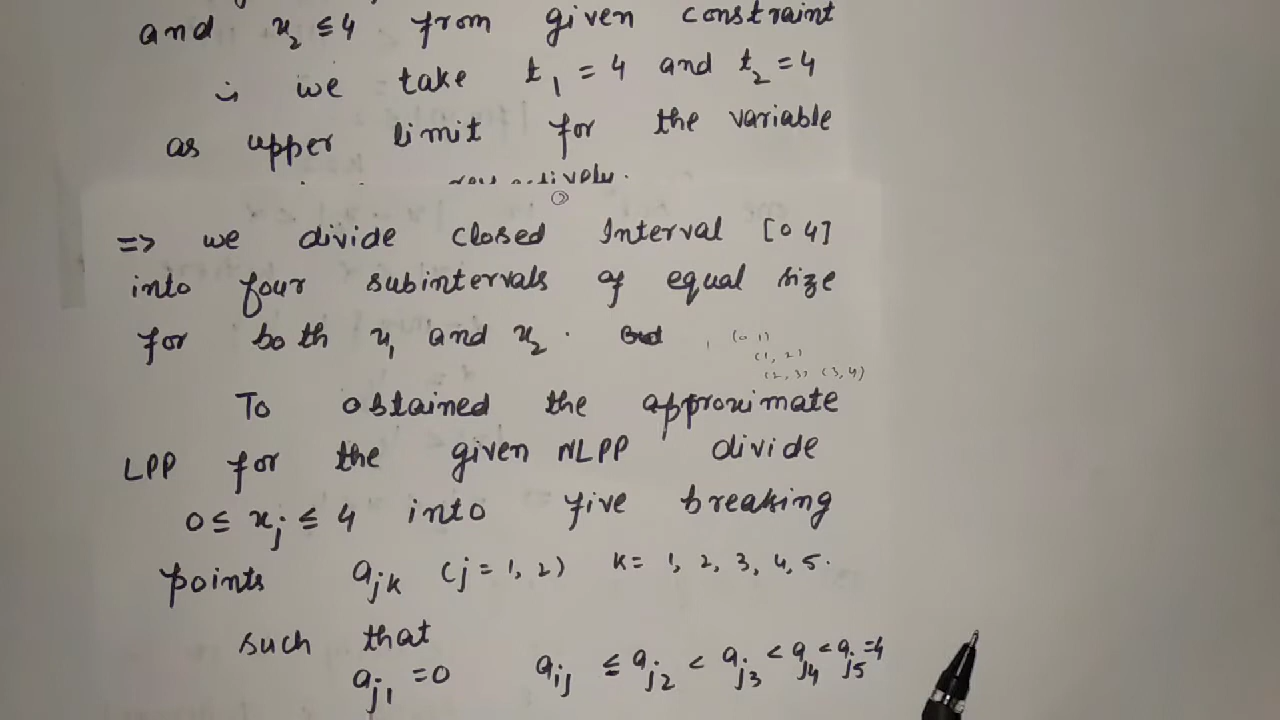 and x₂ ≤ 4 from given constraint
∴ we take t₁ = 4 and t₂ = 4
as upper limit for the variable
=> we divide closed Interval [0 4]
into four subintervals of equal size
for both x₁ and x₂.
(0 1)
(1, 2)
(2, 3, (3, 4)
To obtained the approximate
LPP for the given NLPP divide
0 ≤ xⱼ ≤ 4 into five breaking
points aⱼₖ (j = 1, 2) k = 1, 2, 3, 4, 5.
such that
aⱼ₁ = 0 aᵢⱼ ≤ aⱼ₂ < aⱼ₃ < aⱼ₄ < aⱼ₅ = 4